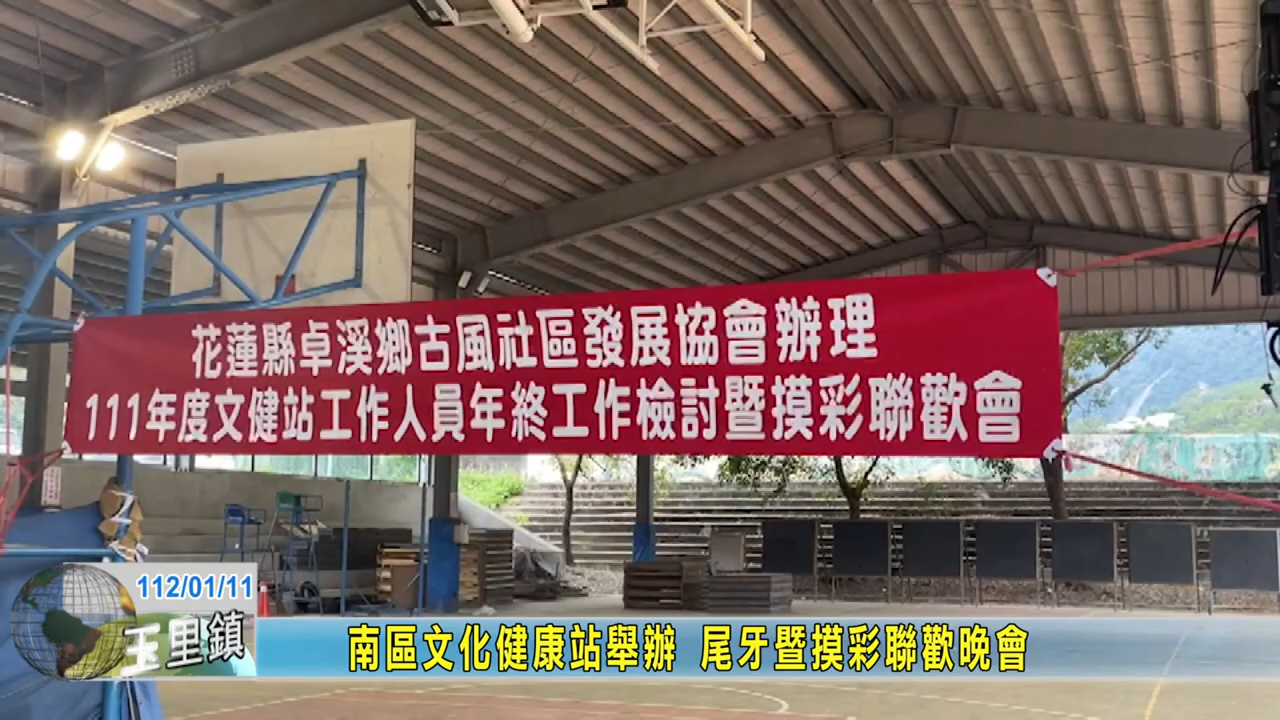 花蓮縣卓溪鄉古風社區發展協會辦理
111年度文健站工作人員年終工作檢討暨摸彩聯歡會
112/01/11
玉里鎮
南區文化健康站舉辦 尾牙暨摸彩聯歡晚會